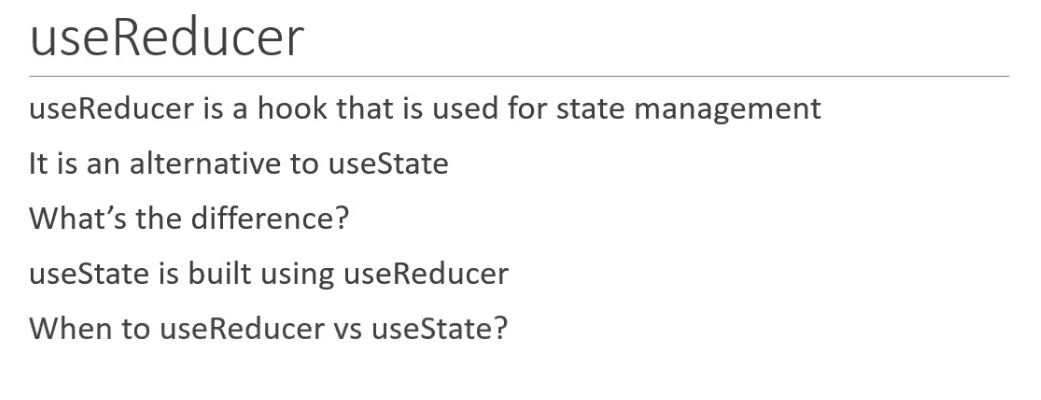 useReducer
useReducer is a hook that is used for state management
It is an alternative to useState
What’s the difference?
useState is built using useReducer
When to useReducer vs useState?